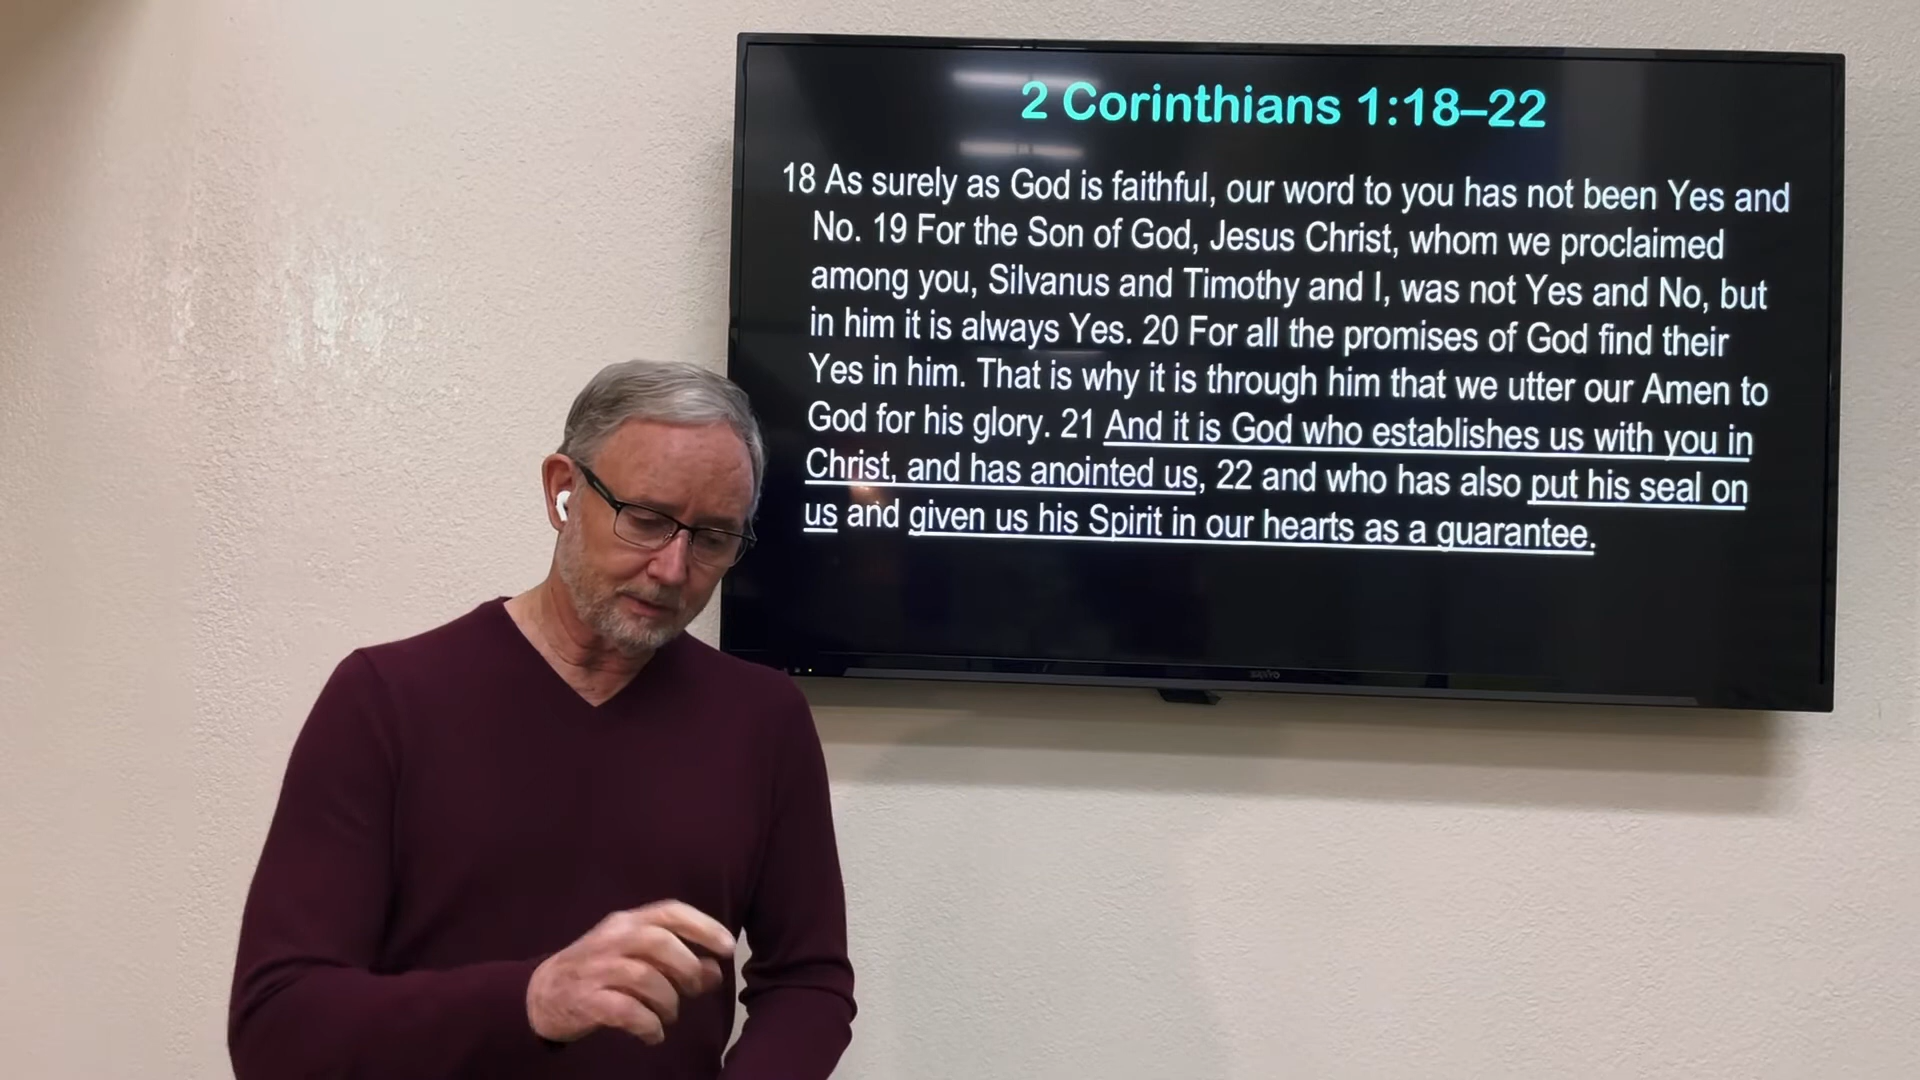 2 Corinthians 1:18–22
18 As surely as God is faithful, our word to you has not been Yes and
No. 19 For the Son of God, Jesus Christ, whom we proclaimed
among you, Silvanus and Timothy and I, was not Yes and No, but
in him it is always Yes. 20 For all the promises of God find their
Yes in him. That is why it is through him that we utter our Amen to
God for his glory. 21 And it is God who establishes us with you in
Christ, and has anointed us, 22 and who has also put his seal on
us and given us his Spirit in our hearts as a guarantee.